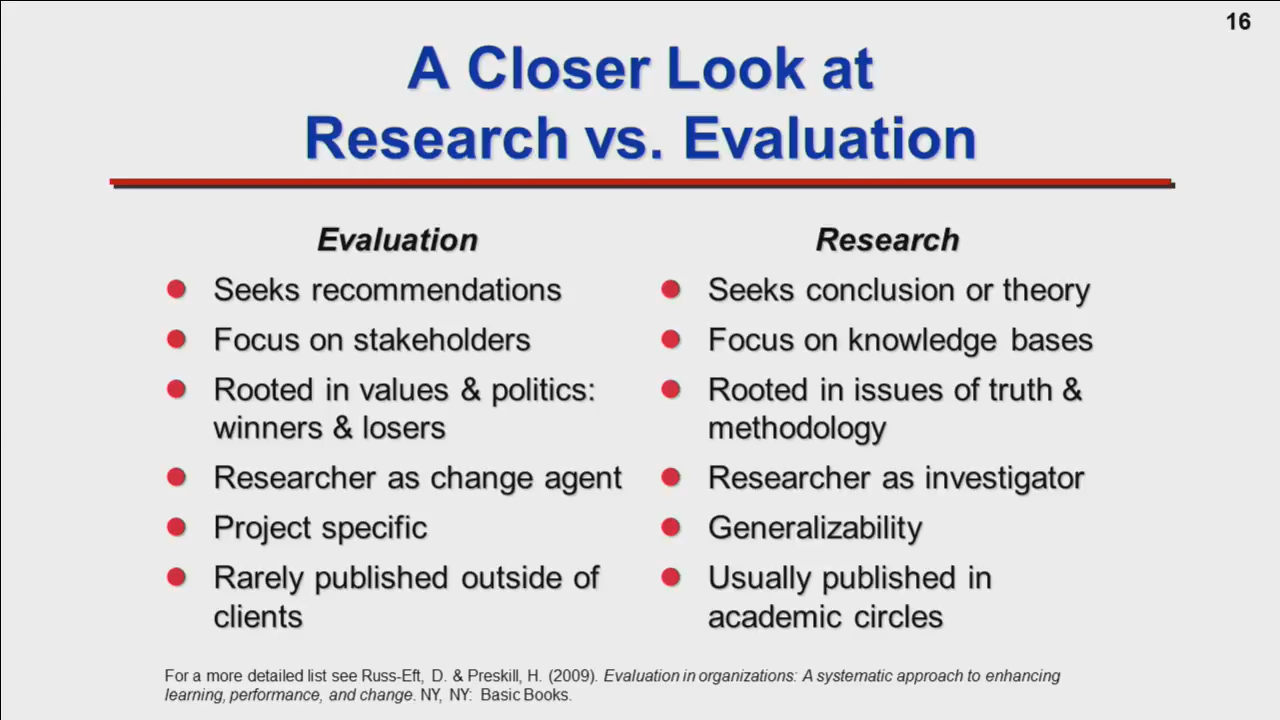 16
A Closer Look at
Research vs. Evaluation
Evaluation
Seeks recommendations
Focus on stakeholders
Rooted in values & politics:
winners & losers
Researcher as change agent
Project specific
Rarely published outside of
clients
Research
Seeks conclusion or theory
Focus on knowledge bases
Rooted in issues of truth &
methodology
Researcher as investigator
Generalizability
Usually published in
academic circles
For a more detailed list see Russ-Eft, D. & Preskill, H. (2009). Evaluation in organizations: A systematic approach to enhancing
learning, performance, and change. NY, NY: Basic Books.